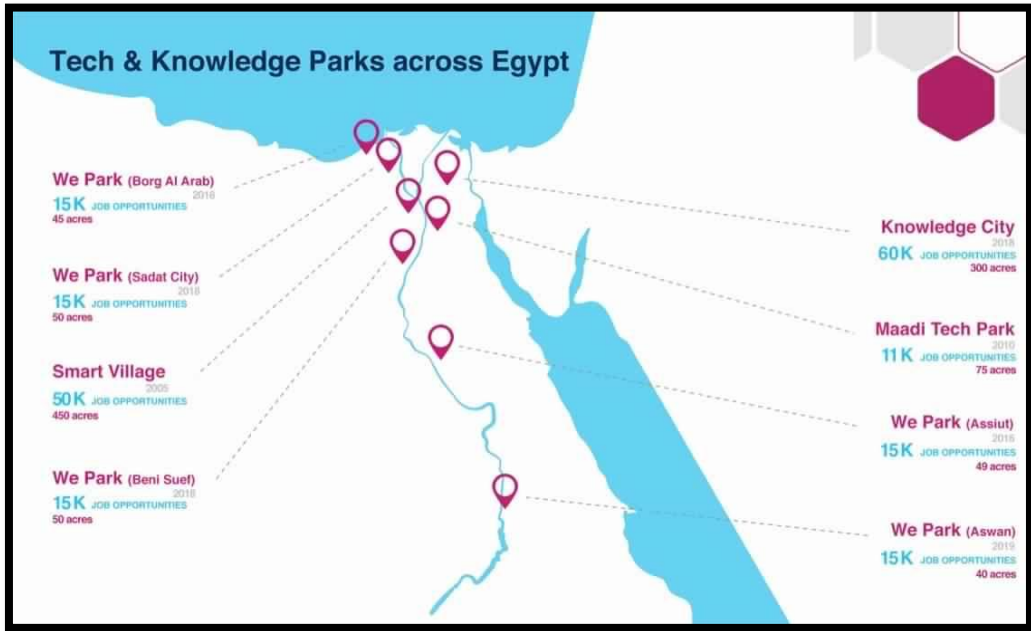 Tech & Knowledge Parks across Egypt
We Park (Borg Al Arab)
2016
15K JOB OPPORTUNITIES
45 acres
We Park (Sadat City)
2018
15K JOB OPPORTUNITIES
50 acres
Smart Village
2005
50K JOB OPPORTUNITIES
450 acres
We Park (Beni Suef)
2018
15K JOB OPPORTUNITIES
50 acres
Knowledge City
2018
60K JOB OPPORTUNITIES
300 acres
Maadi Tech Park
2010
11K JOB OPPORTUNITIES
75 acres
We Park (Assiut)
2016
15K JOB OPPORTUNITIES
49 acres
We Park (Aswan)
2019
15K JOB OPPORTUNITIES
40 acres